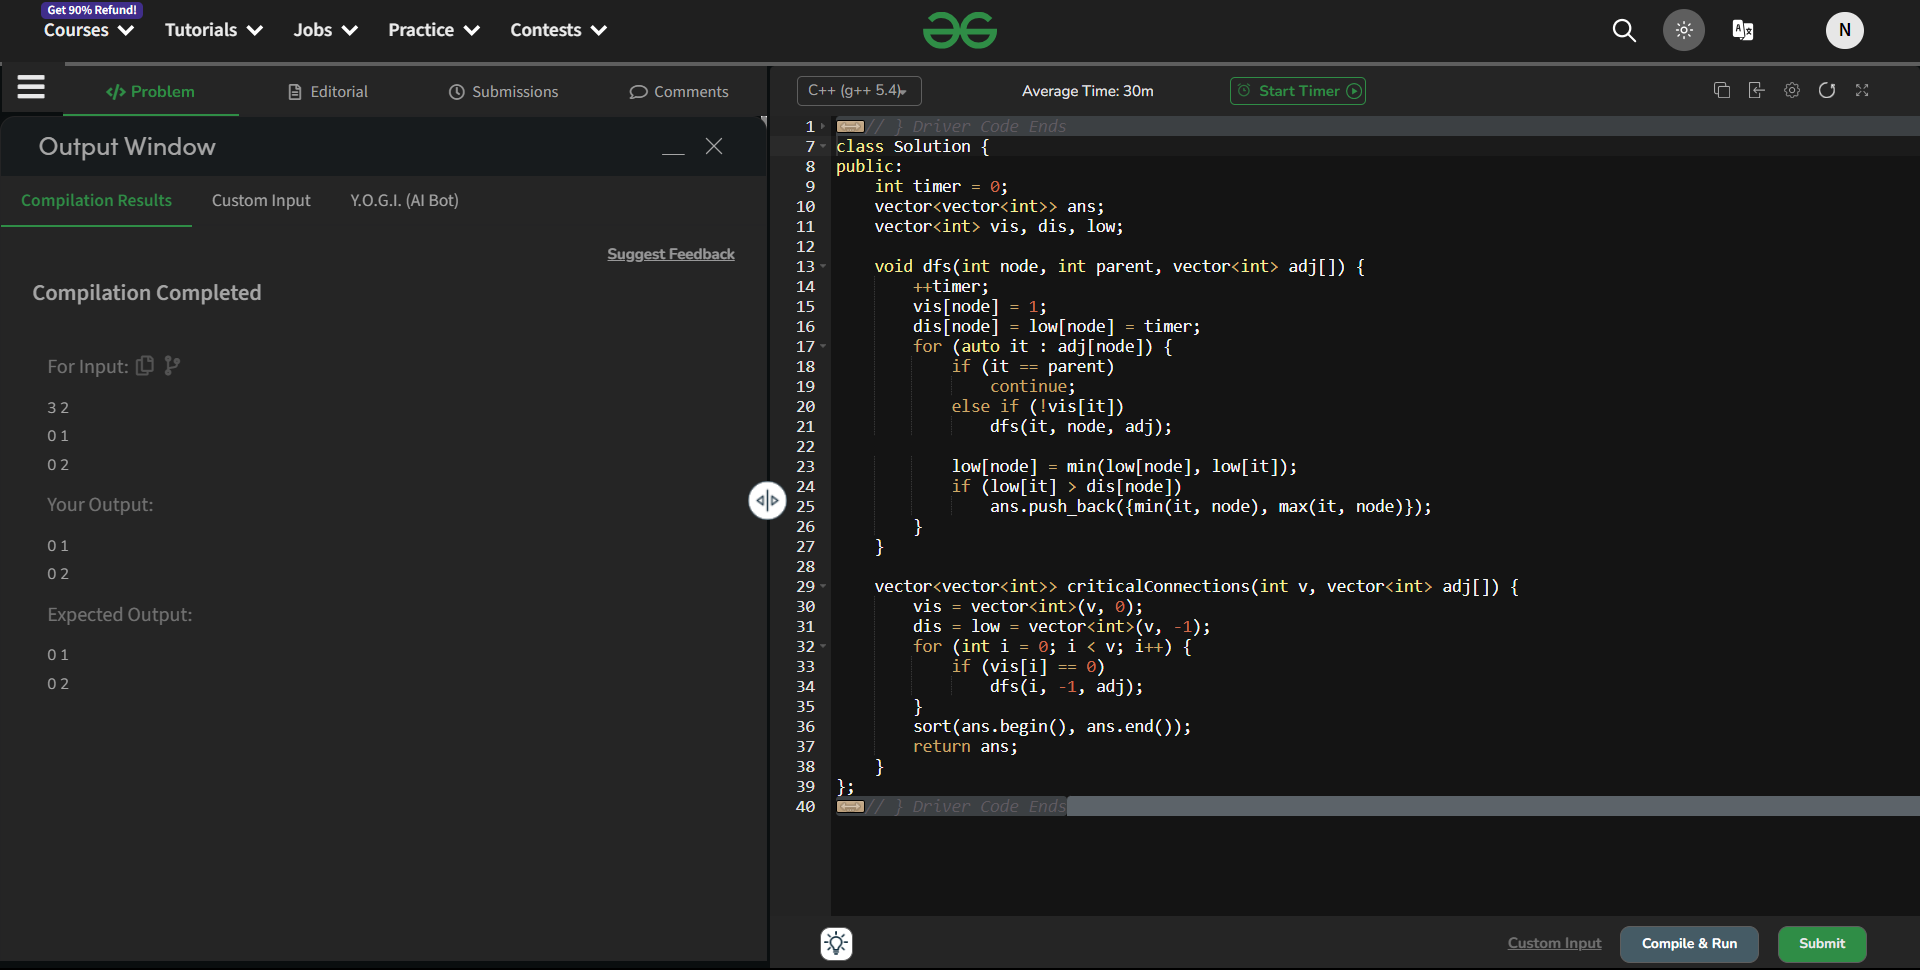 Get 90% Refund!
Courses Tutorials Jobs Practice Contests N
</> Problem Editorial Submissions Comments
C++ (g++ 5.4) Average Time: 30m Start Timer
Output Window
Compilation Results Custom Input Y.O.G.I. (AI Bot)
Suggest Feedback
Compilation Completed
For Input:
3 2
0 1
0 2
Your Output:
0 1
0 2
Expected Output:
0 1
0 2
1 // } Driver Code Ends
7 class Solution {
8 public:
9     int timer = 0;
10     vector<vector<int>> ans;
11     vector<int> vis, dis, low;
12
13     void dfs(int node, int parent, vector<int> adj[]) {
14         ++timer;
15         vis[node] = 1;
16         dis[node] = low[node] = timer;
17         for (auto it : adj[node]) {
18             if (it == parent)
19                 continue;
20             else if (!vis[it])
21                 dfs(it, node, adj);
22
23             low[node] = min(low[node], low[it]);
24             if (low[it] > dis[node])
25                 ans.push_back({min(it, node), max(it, node)});
26         }
27     }
28
29     vector<vector<int>> criticalConnections(int v, vector<int> adj[]) {
30         vis = vector<int>(v, 0);
31         dis = low = vector<int>(v, -1);
32         for (int i = 0; i < v; i++) {
33             if (vis[i] == 0)
34                 dfs(i, -1, adj);
35         }
36         sort(ans.begin(), ans.end());
37         return ans;
38     }
39 };
40 // } Driver Code Ends
Custom Input Compile & Run Submit